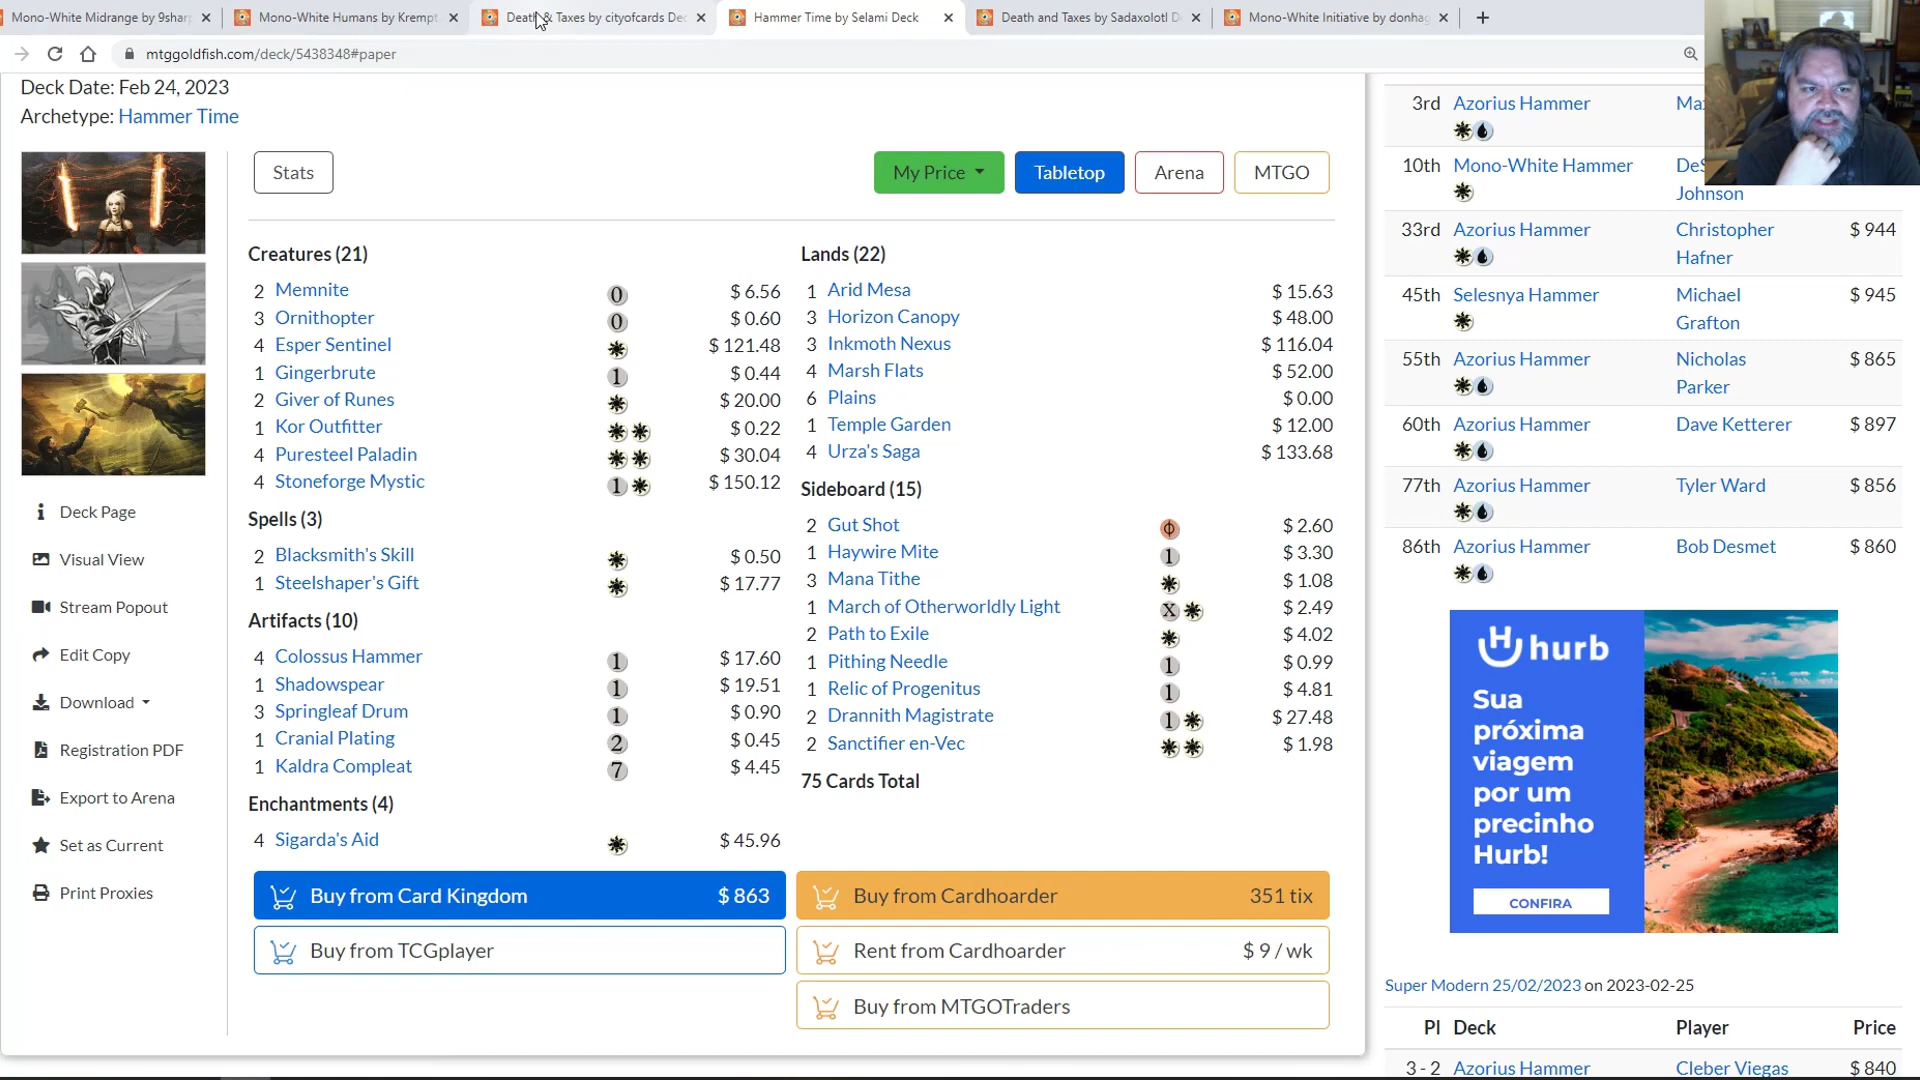 Mono-White Midrange by 9shar
Mono-White Humans by Krempt
Death & Taxes by cityofcards Dec
Hammer Time by Selami Deck
Death and Taxes by Sadaxolotl D
Mono-White Initiative by donhag
mtggoldfish.com/deck/5438348#paper
Deck Date: Feb 24, 2023
Archetype: Hammer Time
Stats
My Price
Tabletop
Arena
MTGO
Deck Page
Visual View
Stream Popout
Edit Copy
Download
Registration PDF
Export to Arena
Set as Current
Print Proxies
Creatures (21)
2 Memnite 0 $ 6.56
3 Ornithopter 0 $ 0.60
4 Esper Sentinel $ 121.48
1 Gingerbrute 1 $ 0.44
2 Giver of Runes $ 20.00
1 Kor Outfitter $ 0.22
4 Puresteel Paladin $ 30.04
4 Stoneforge Mystic 1 $ 150.12
Spells (3)
2 Blacksmith's Skill $ 0.50
1 Steelshaper's Gift $ 17.77
Artifacts (10)
4 Colossus Hammer 1 $ 17.60
1 Shadowspear 1 $ 19.51
3 Springleaf Drum 1 $ 0.90
1 Cranial Plating 2 $ 0.45
1 Kaldra Compleat 7 $ 4.45
Enchantments (4)
4 Sigarda's Aid $ 45.96
Lands (22)
1 Arid Mesa $ 15.63
3 Horizon Canopy $ 48.00
3 Inkmoth Nexus $ 116.04
4 Marsh Flats $ 52.00
6 Plains $ 0.00
1 Temple Garden $ 12.00
4 Urza's Saga $ 133.68
Sideboard (15)
2 Gut Shot $ 2.60
1 Haywire Mite 1 $ 3.30
3 Mana Tithe $ 1.08
1 March of Otherworldly Light X $ 2.49
2 Path to Exile $ 4.02
1 Pithing Needle 1 $ 0.99
1 Relic of Progenitus 1 $ 4.81
2 Drannith Magistrate 1 $ 27.48
2 Sanctifier en-Vec $ 1.98
75 Cards Total
Buy from Card Kingdom $ 863
Buy from TCGplayer
Buy from Cardhoarder 351 tix
Rent from Cardhoarder $ 9 / wk
Buy from MTGOTraders
3rd Azorius Hammer Ma
10th Mono-White Hammer DeS
Johnson
33rd Azorius Hammer Christopher $ 944
Hafner
45th Selesnya Hammer Michael $ 945
Grafton
55th Azorius Hammer Nicholas $ 865
Parker
60th Azorius Hammer Dave Ketterer $ 897
77th Azorius Hammer Tyler Ward $ 856
86th Azorius Hammer Bob Desmet $ 860
hurb
Sua
próxima
viagem
por um
precinho
Hurb!
CONFIRA
Super Modern 25/02/2023 on 2023-02-25
Pl Deck Player Price
3 - 2 Azorius Hammer Cleber Viegas $ 840